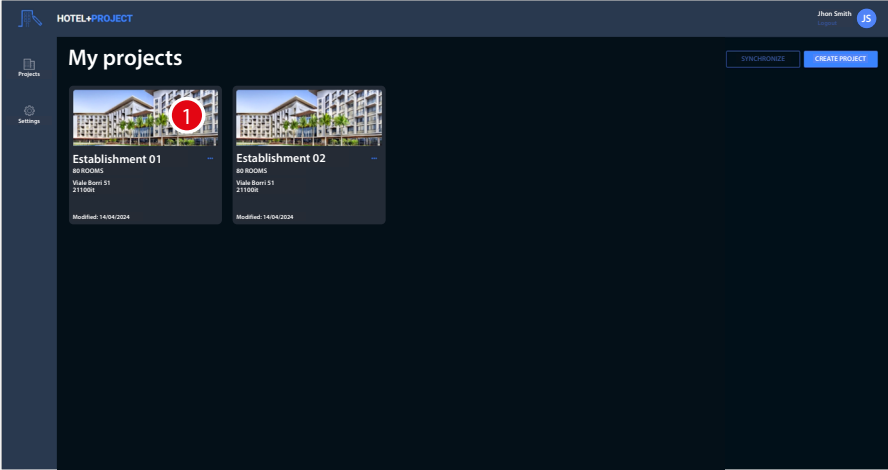 HOTEL+PROJECT
Jhon Smith
Logout
JS
Projects
Settings
My projects
SYNCHRONIZE
CREATE PROJECT
1
Establishment 01
...
80 ROOMS
Viale Borri 51
21100it
Modified: 14/04/2024
Establishment 02
...
80 ROOMS
Viale Borri 51
21100it
Modified: 14/04/2024